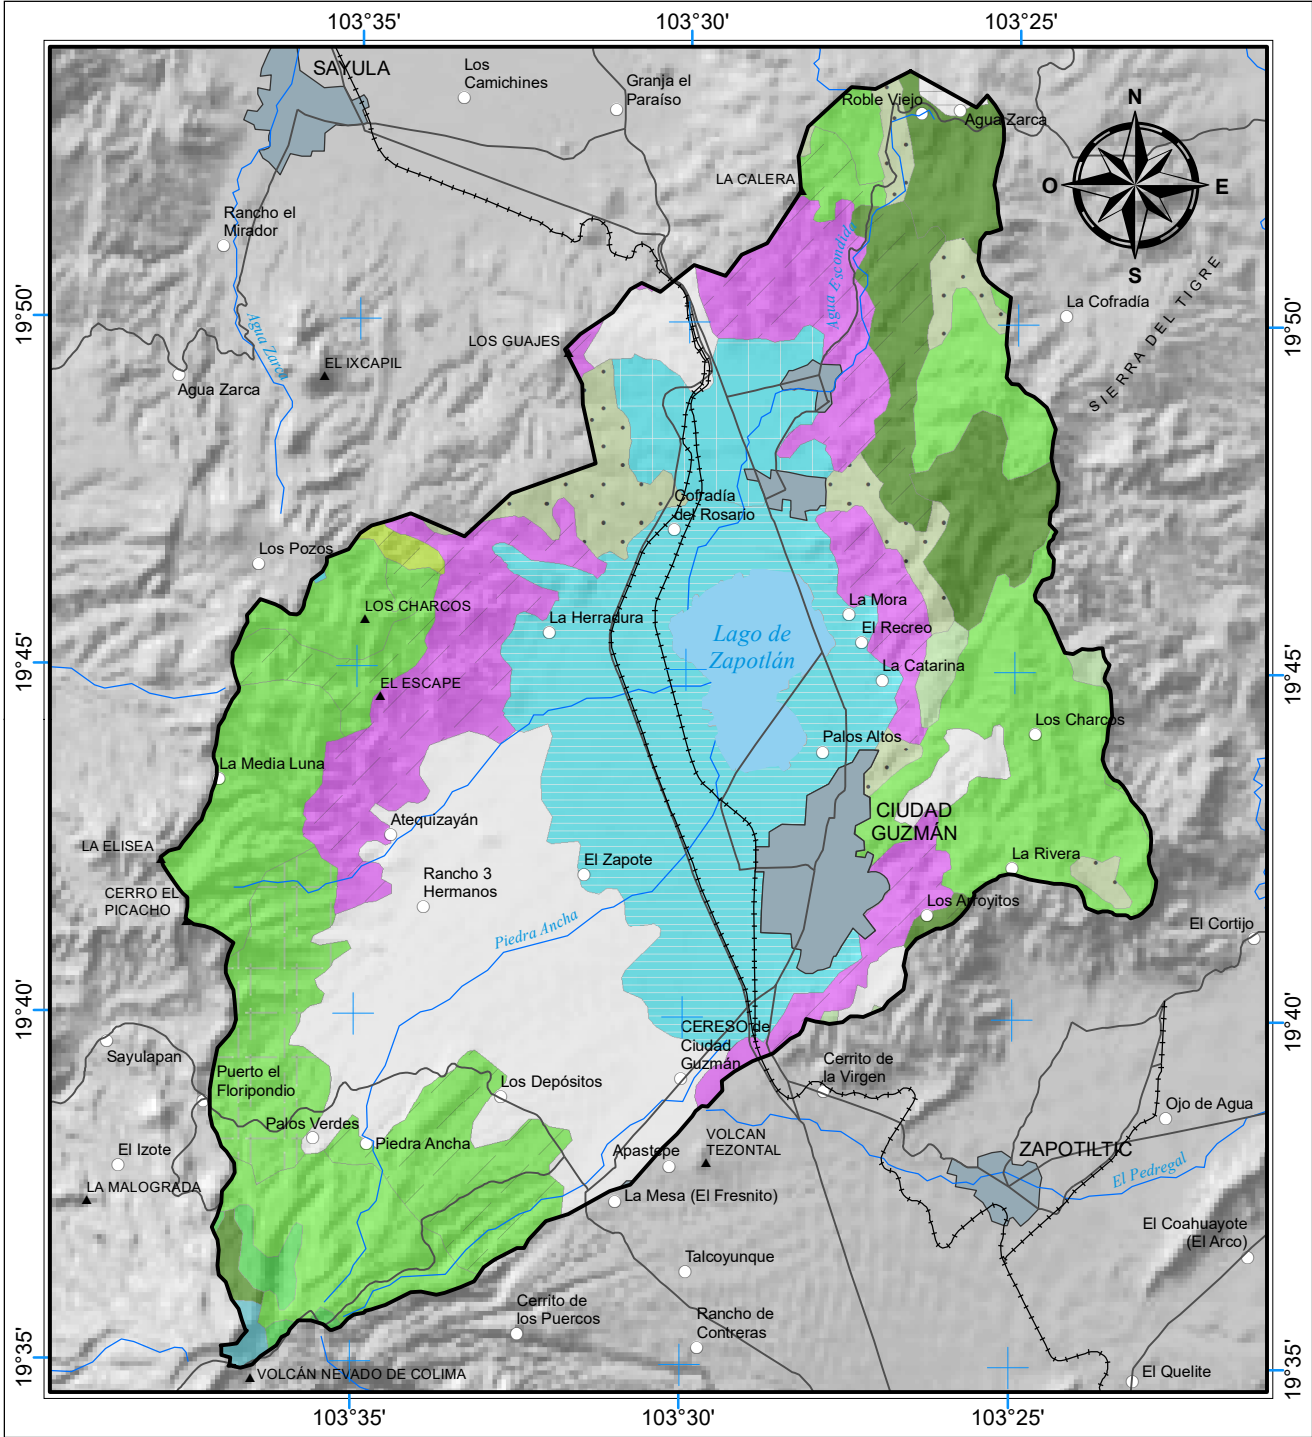 103°35'
103°30'
103°25'
SAYULA
Los
Camichines
Granja el
Paraíso
Roble Viejo
Agua Zarca
N
O
E
S
LA CALERA
Rancho el
Mirador
Agua Escondida
SIERRA DEL TIGRE
La Cofradía
19°50'
19°50'
Agua Zarca
LOS GUAJES
EL IXCAPIL
Agua Zarca
Cofradía
del Rosario
Los Pozos
LOS CHARCOS
La Herradura
La Mora
El Recreo
Lago de
Zapotlán
La Catarina
19°45'
19°45'
EL ESCAPE
Los Charcos
Palos Altos
La Media Luna
Atequizayán
CIUDAD
GUZMÁN
LA ELISEA
El Zapote
La Rivera
Rancho 3
Hermanos
CERRO EL
PICACHO
Los Arroyitos
Piedra Ancha
El Cortijo
19°40'
19°40'
CERESO de
Ciudad
Guzmán
Sayulapan
Cerrito de
la Virgen
Puerto el
Floripondio
Los Depósitos
Ojo de Agua
Palos Verdes
Piedra Ancha
VOLCAN
TEZONTAL
ZAPOTILTIC
El Izote
Apastepe
El Pedregal
LA MALOGRADA
La Mesa (El Fresnito)
El Coahuayote
(El Arco)
Talcoyunque
Cerrito de
los Puercos
Rancho de
Contreras
19°35'
19°35'
VOLCÁN NEVADO DE COLIMA
El Quelite
103°35'
103°30'
103°25'